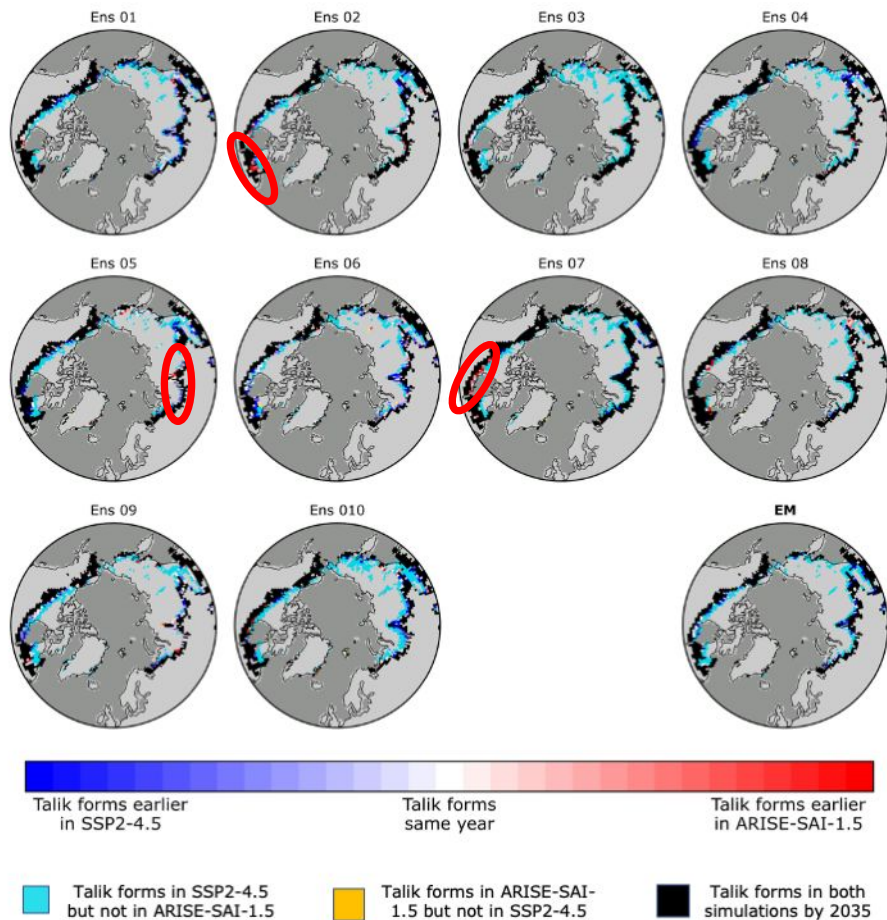 Ens 01
Ens 02
Ens 03
Ens 04
Ens 05
Ens 06
Ens 07
Ens 08
Ens 09
Ens 010
EM
Talik forms earlier
in SSP2-4.5
Talik forms
same year
Talik forms earlier
in ARISE-SAI-1.5
Talik forms in SSP2-4.5
but not in ARISE-SAI-1.5
Talik forms in ARISE-SAI-
1.5 but not in SSP2-4.5
Talik forms in both
simulations by 2035